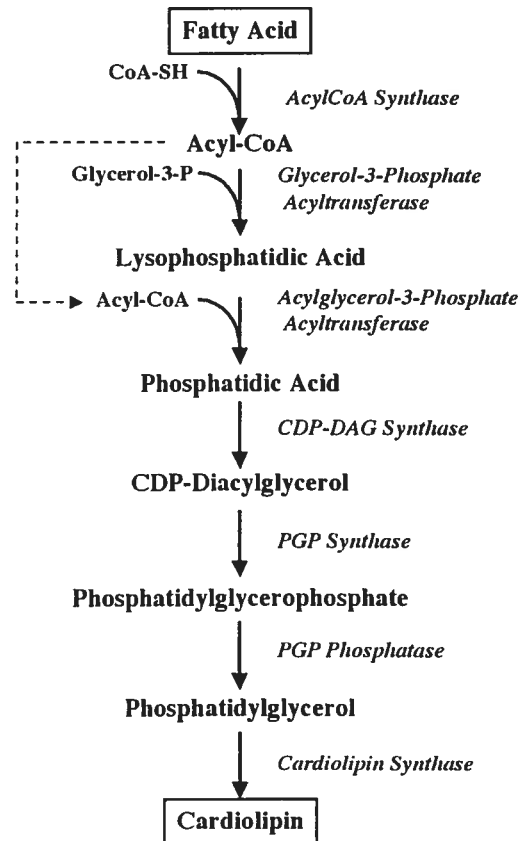 Fatty Acid
CoA-SH
AcylCoA Synthase
Acyl-CoA
Glycerol-3-P
Glycerol-3-Phosphate
Acyltransferase
Lysophosphatidic Acid
Acyl-CoA
Acylglycerol-3-Phosphate
Acyltransferase
Phosphatidic Acid
CDP-DAG Synthase
CDP-Diacylglycerol
PGP Synthase
Phosphatidylglycerophosphate
PGP Phosphatase
Phosphatidylglycerol
Cardiolipin Synthase
Cardiolipin